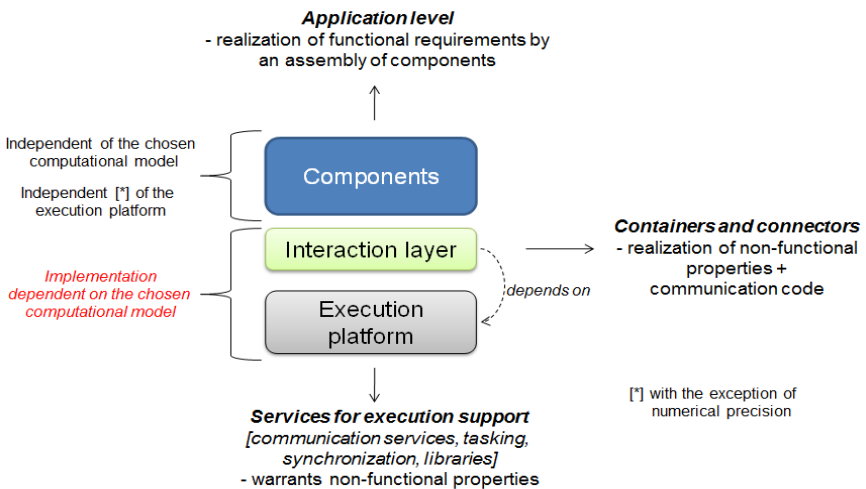 Application level
- realization of functional requirements by
an assembly of components
Independent of the chosen
computational model
Independent [*] of the
execution platform
Components
Containers and connectors
- realization of non-functional
properties +
communication code
Interaction layer
Implementation
dependent on the chosen
computational model
depends on
Execution
platform
Services for execution support
[communication services, tasking,
synchronization, libraries]
- warrants non-functional properties
[*] with the exception of
numerical precision